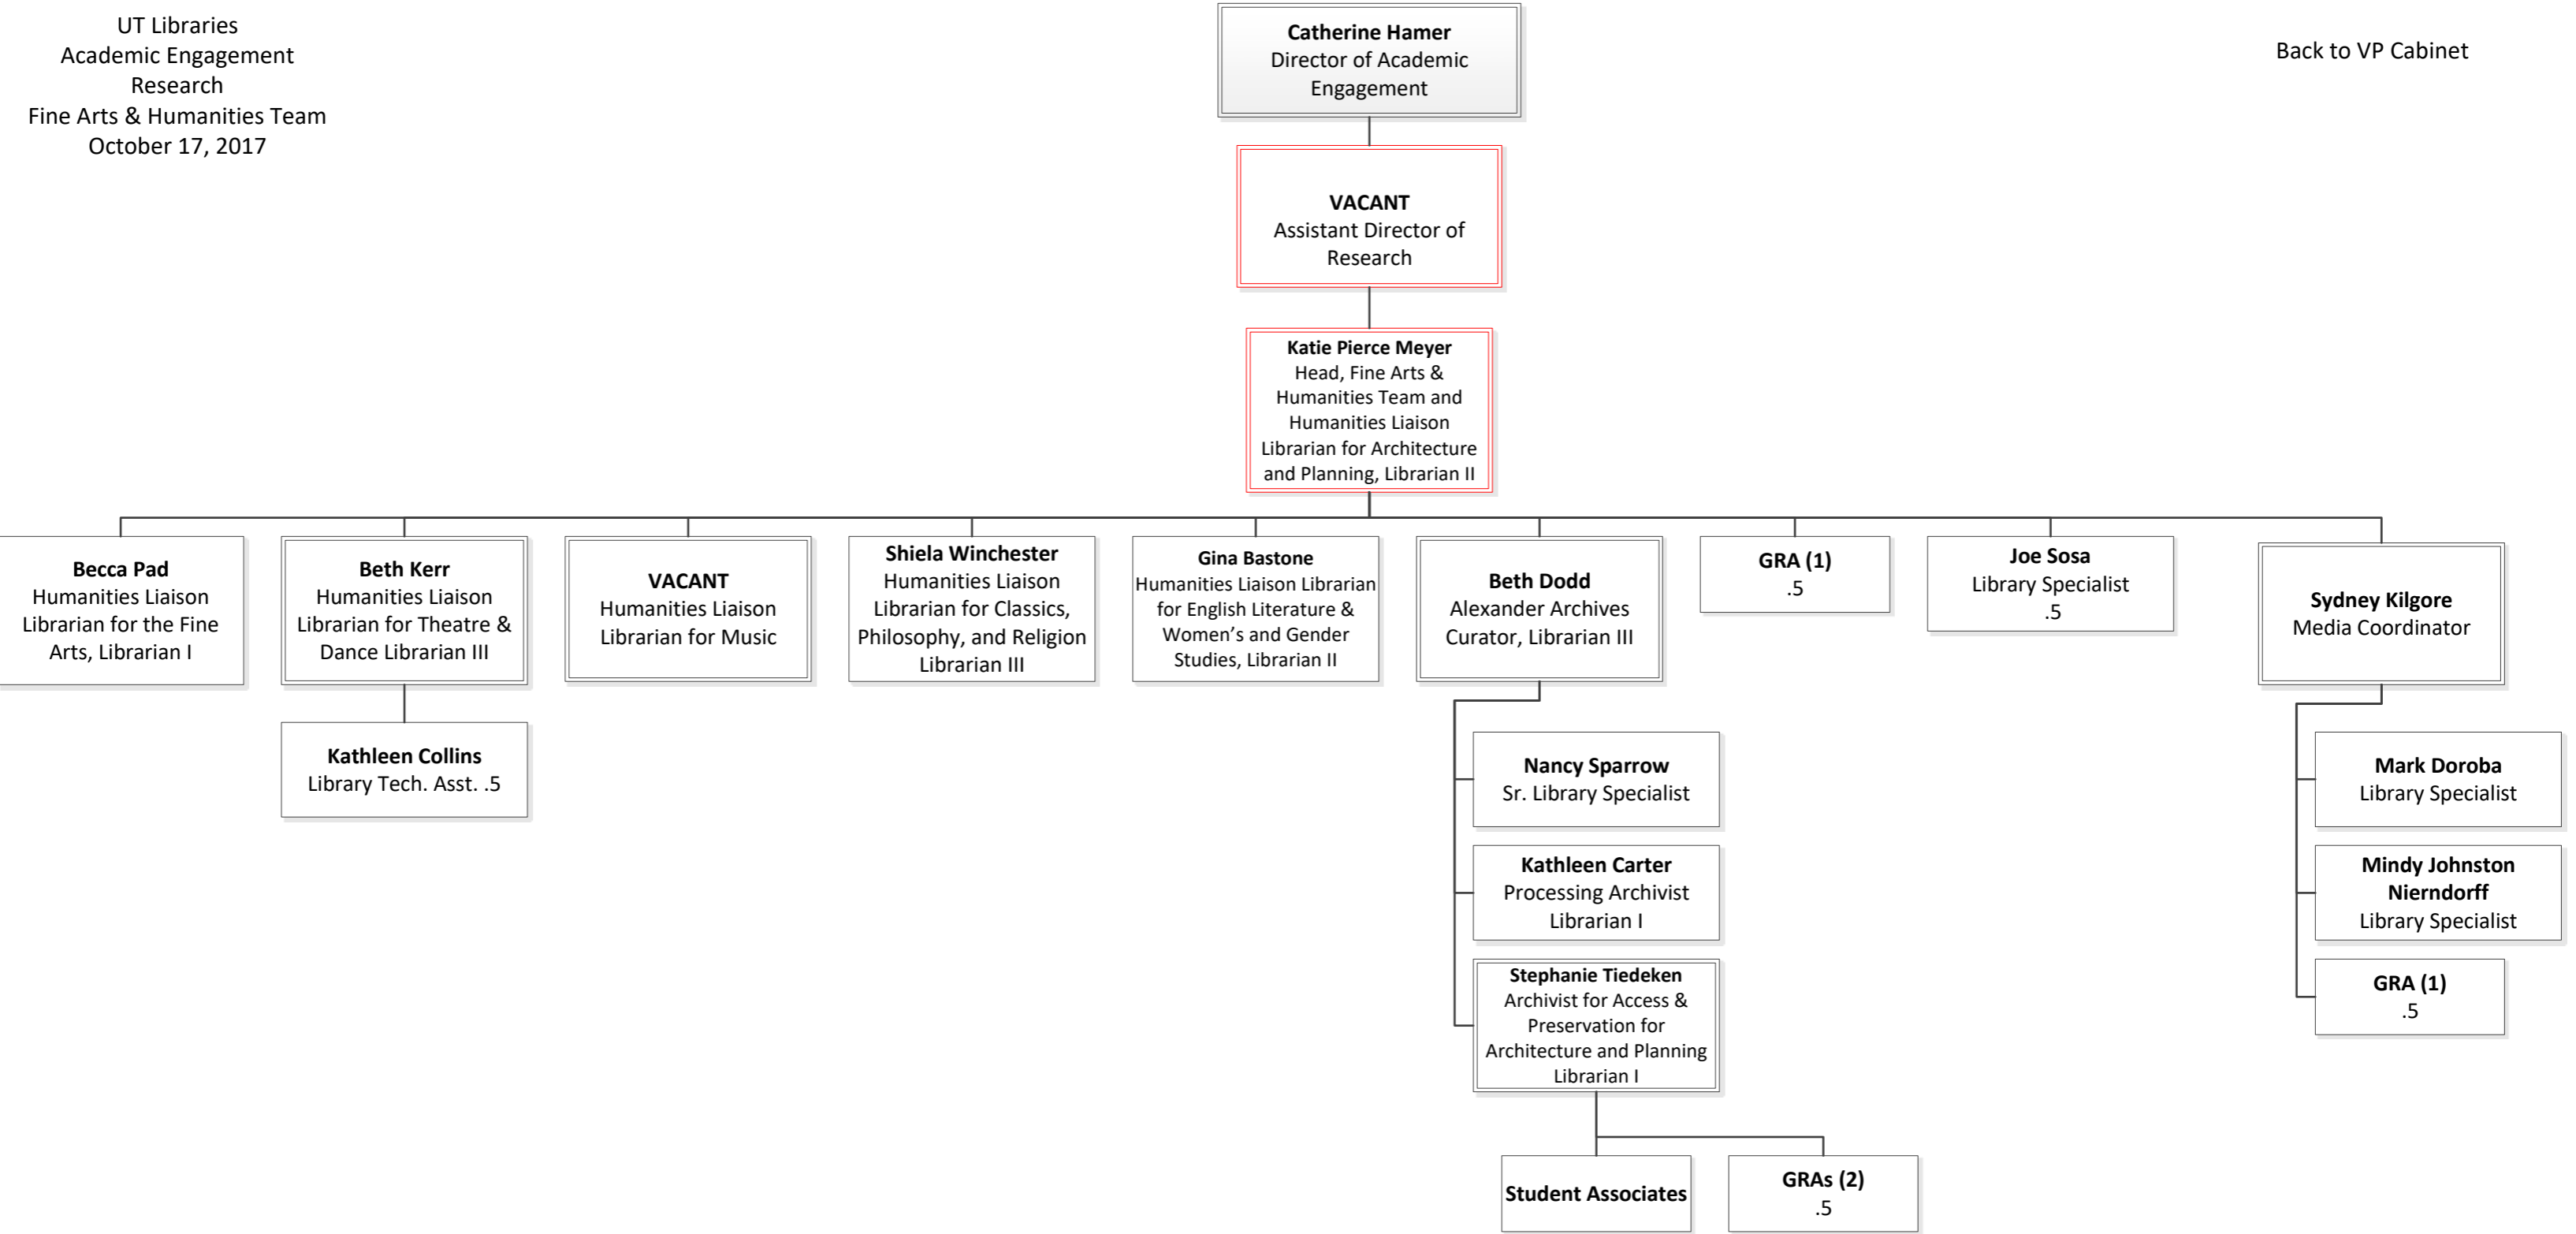 UT Libraries
Academic Engagement
Research
Fine Arts & Humanities Team
October 17, 2017
Catherine Hamer
Director of Academic
Engagement
Back to VP Cabinet
VACANT
Assistant Director of
Research
Katie Pierce Meyer
Head, Fine Arts &
Humanities Team and
Humanities Liaison
Librarian for Architecture
and Planning, Librarian II
Becca Pad
Humanities Liaison
Librarian for the Fine
Arts, Librarian I
Beth Kerr
Humanities Liaison
Librarian for Theatre &
Dance Librarian III
VACANT
Humanities Liaison
Librarian for Music
Shiela Winchester
Humanities Liaison
Librarian for Classics,
Philosophy, and Religion
Librarian III
Gina Bastone
Humanities Liaison Librarian
for English Literature &
Women’s and Gender
Studies, Librarian II
Beth Dodd
Alexander Archives
Curator, Librarian III
GRA (1)
.5
Joe Sosa
Library Specialist
.5
Sydney Kilgore
Media Coordinator
Kathleen Collins
Library Tech. Asst. .5
Nancy Sparrow
Sr. Library Specialist
Kathleen Carter
Processing Archivist
Librarian I
Stephanie Tiedeken
Archivist for Access &
Preservation for
Architecture and Planning
Librarian I
Student Associates
GRAs (2)
.5
Mark Doroba
Library Specialist
Mindy Johnston
Nierndorff
Library Specialist
GRA (1)
.5